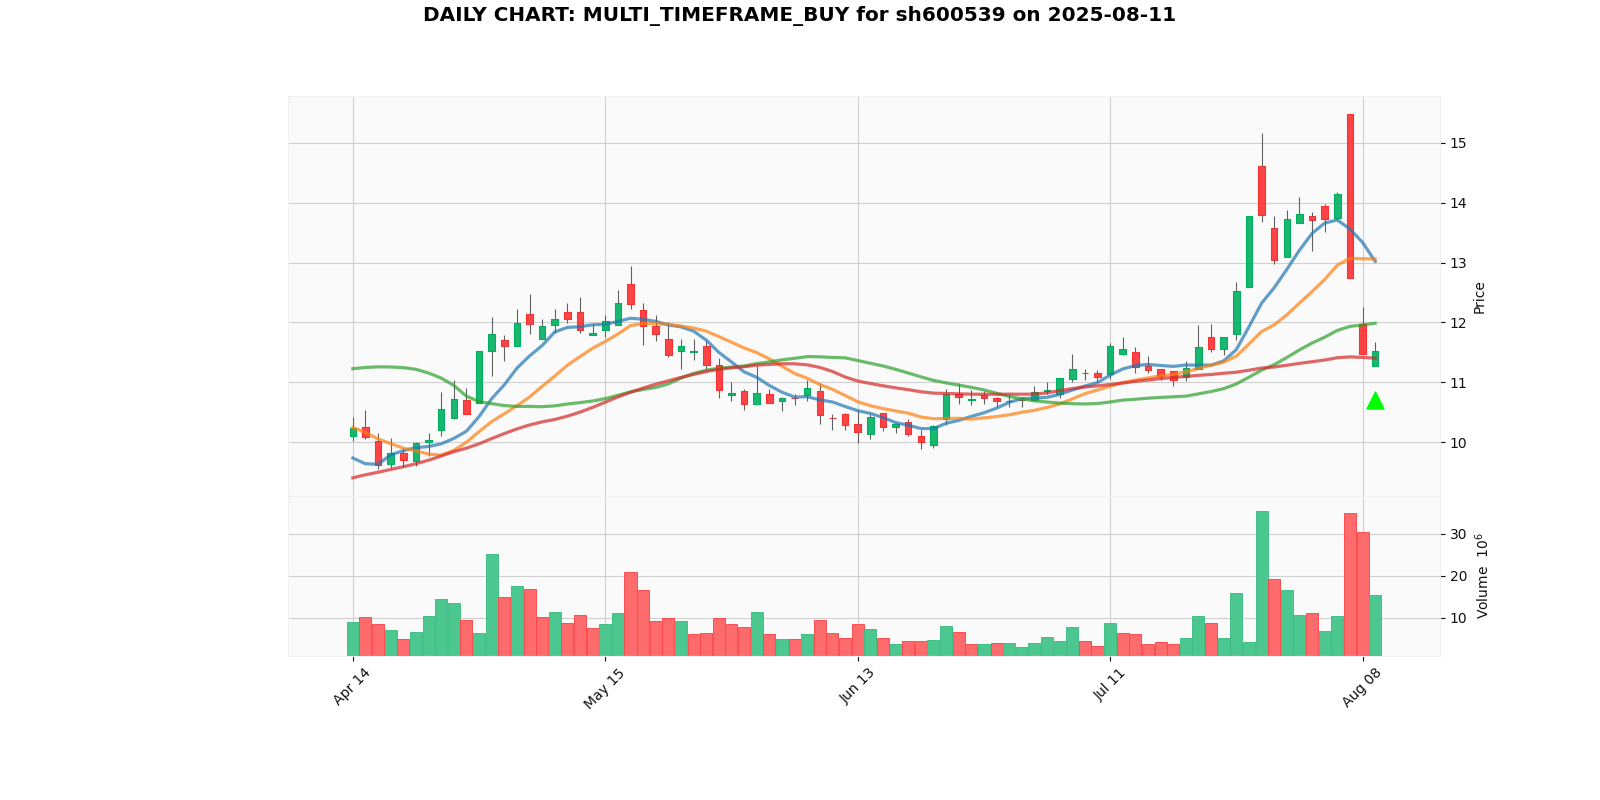 DAILY CHART: MULTI_TIMEFRAME_BUY for sh600539 on 2025-08-11
15
14
13
12
11
10
Price
30
20
10
Volume 10⁶
Apr 14
May 15
Jun 13
Jul 11
Aug 08